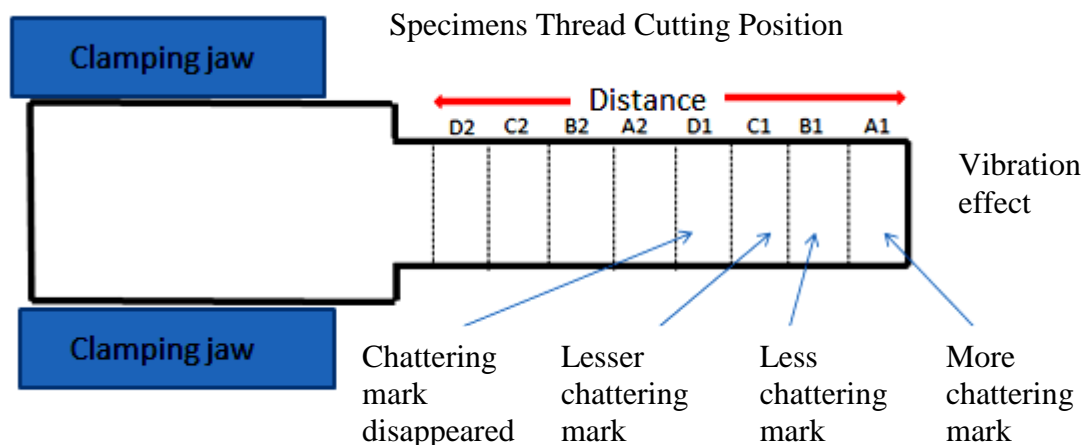 Specimens Thread Cutting Position
Clamping jaw
Distance
D2 C2 B2 A2 D1 C1 B1 A1
Vibration
effect
Clamping jaw
Chattering
mark
disappeared
Lesser
chattering
mark
Less
chattering
mark
More
chattering
mark